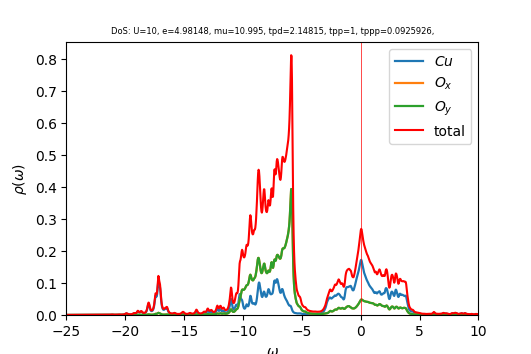 DoS: U=10, e=4.98148, mu=10.995, tpd=2.14815, tpp=1, tppp=0.0925926,
0.8
0.7
0.6
0.5
0.4
0.3
0.2
0.1
0.0
ρ(ω)
Cu
O_x
O_y
total
−25 −20 −15 −10 −5 0 5 10
ω